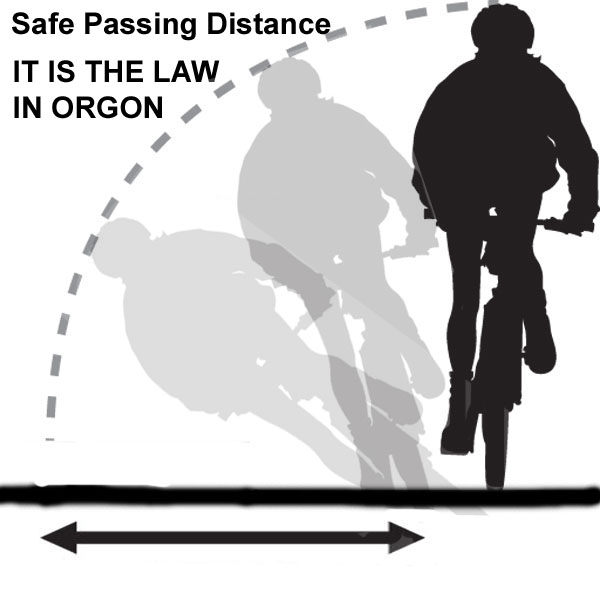 Safe Passing Distance
IT IS THE LAW
IN ORGON